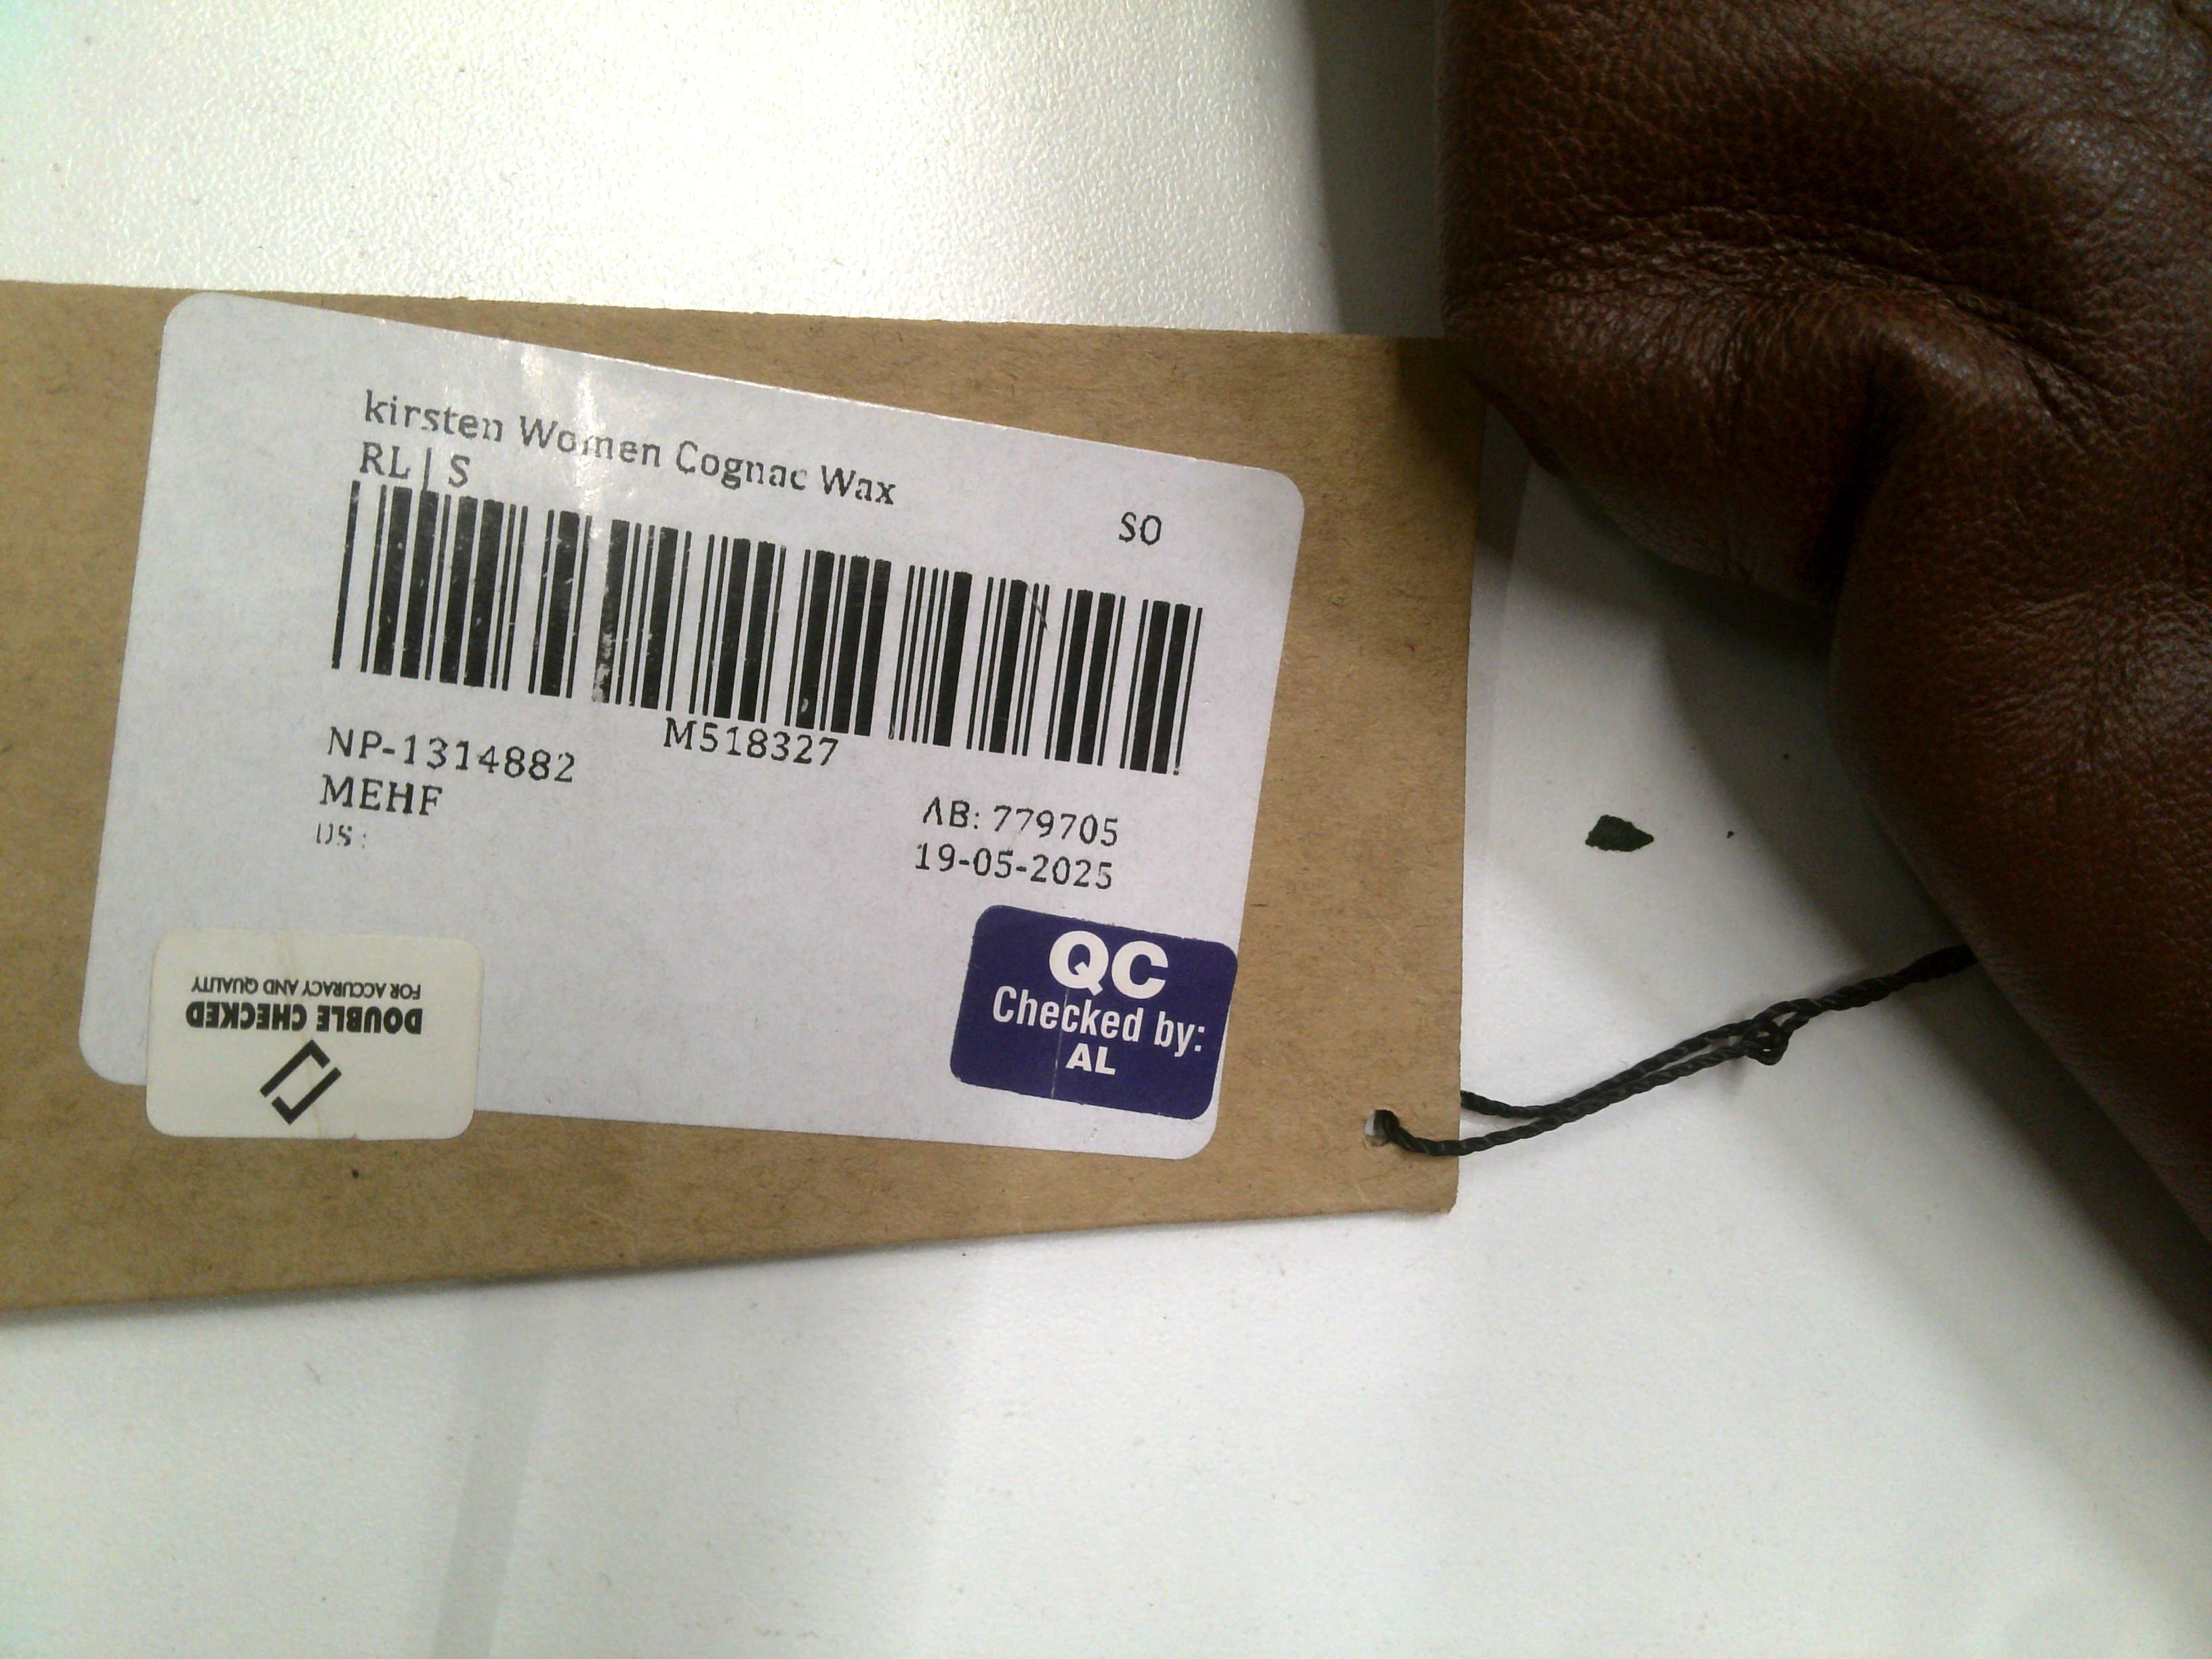 kirsten Women Cognac Wax
RL | S
SO
M518327
NP-1314882
MEHF
DS :
AB: 779705
19-05-2025
QC
Checked by:
AL
DOUBLE CHECKED
FOR ACCURACY AND QUALITY